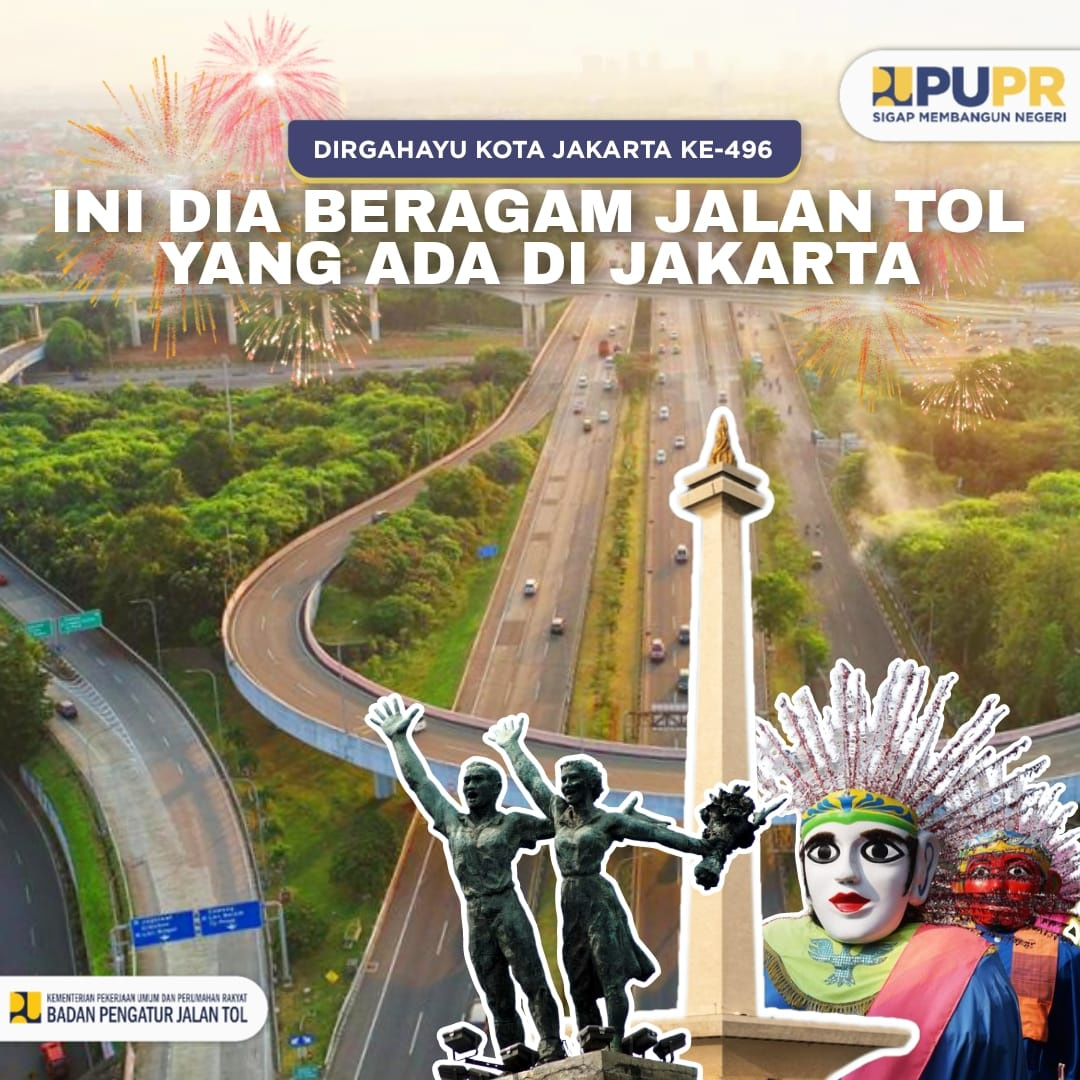 PUPR
SIGAP MEMBANGUN NEGERI
DIRGAHAYU KOTA JAKARTA KE-496
INI DIA BERAGAM JALAN TOL
YANG ADA DI JAKARTA
KEMENTERIAN PEKERJAAN UMUM DAN PERUMAHAN RAKYAT
BADAN PENGATUR JALAN TOL